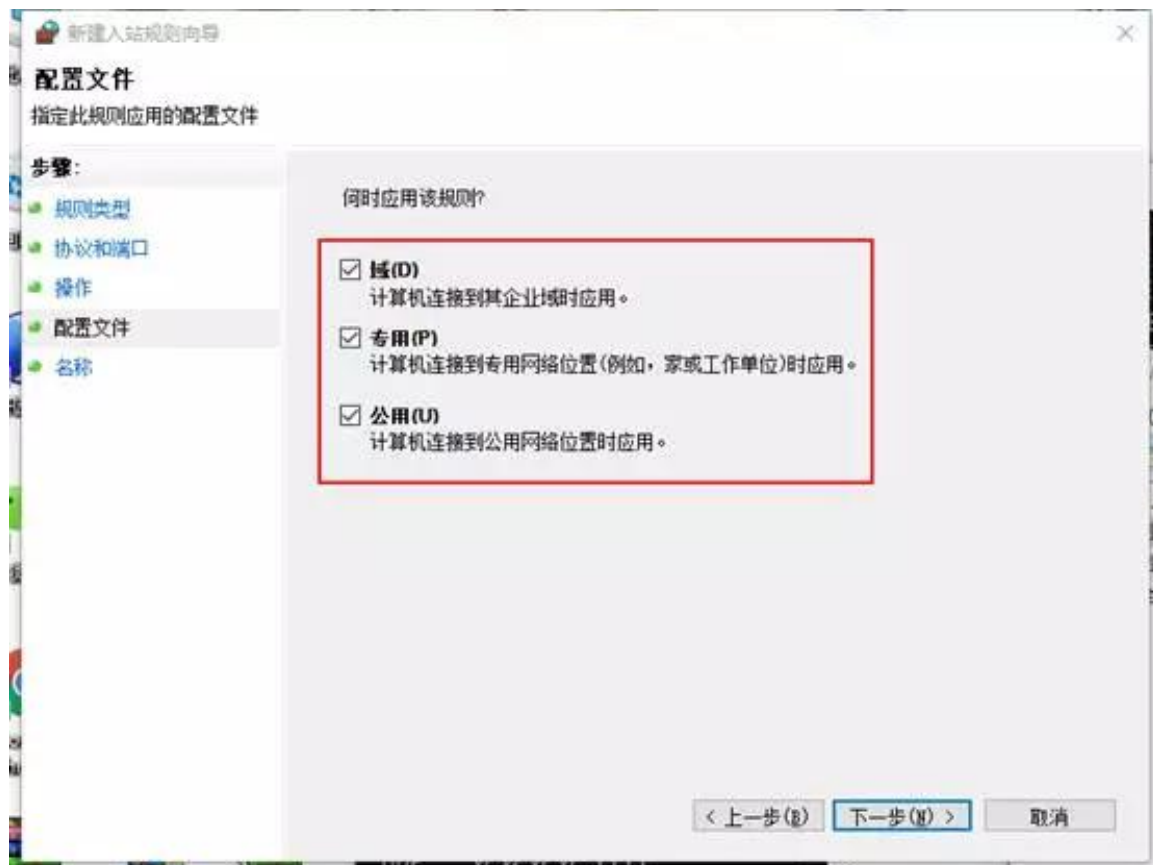 新建入站规则向导
配置文件
指定此规则应用的配置文件
步骤:
规则类型
协议和端口
操作
配置文件
名称
何时应用该规则?
域(D)
计算机连接到其企业域时应用。
专用(P)
计算机连接到专用网络位置(例如,家或工作单位)时应用。
公用(U)
计算机连接到公用网络位置时应用。
< 上一步(B)
下一步(N) >
取消